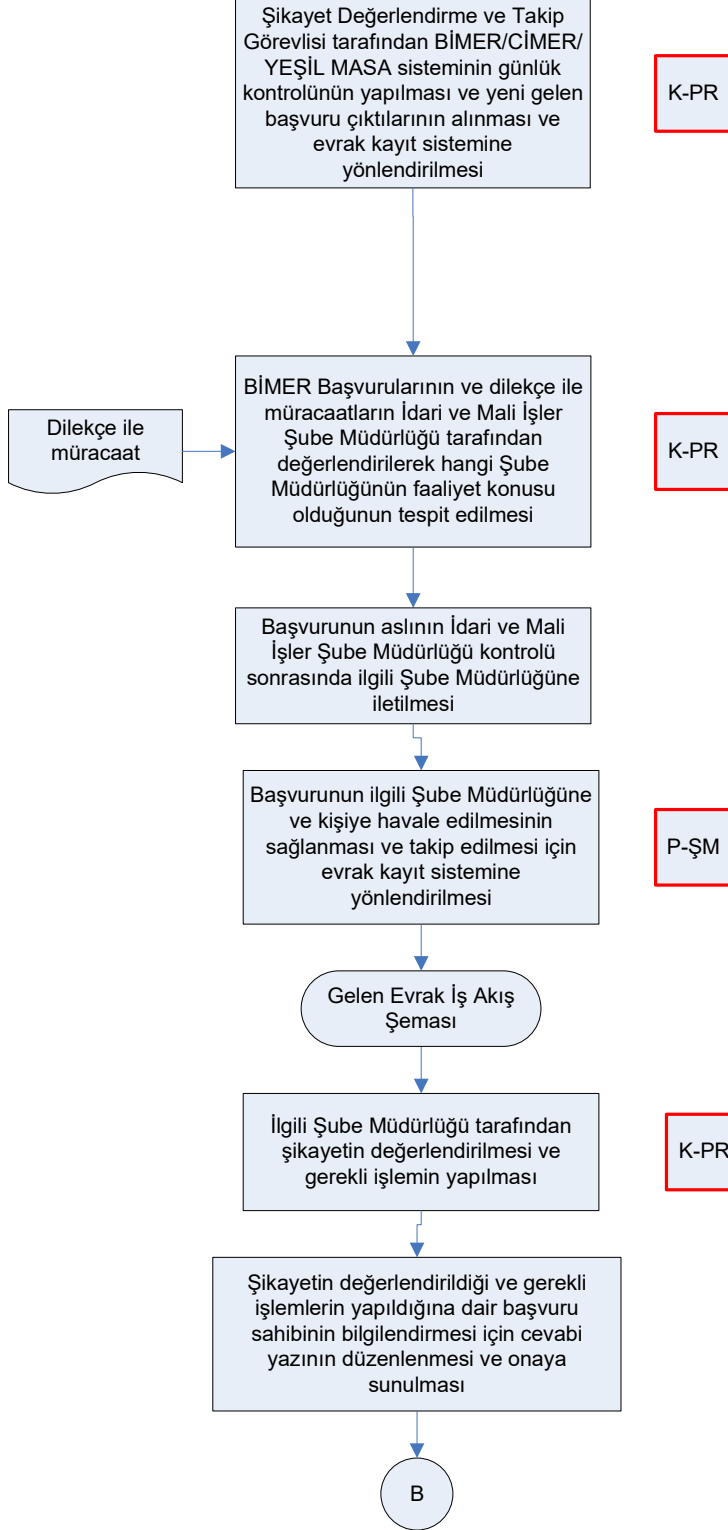 Şikayet Değerlendirme ve Takip
Görevlisi tarafından BİMER/CİMER/
YEŞİL MASA sisteminin günlük
kontrolünün yapılması ve yeni gelen
başvuru çıktılarının alınması ve
evrak kayıt sistemine
yönlendirilmesi
K-PR
BİMER Başvurularının ve dilekçe ile
müracaatların İdari ve Mali İşler
Şube Müdürlüğü tarafından
değerlendirilerek hangi Şube
Müdürlüğünün faaliyet konusu
olduğunun tespit edilmesi
Dilekçe ile
müracaat
K-PR
Başvurunun aslının İdari ve Mali
İşler Şube Müdürlüğü kontrolü
sonrasında ilgili Şube Müdürlüğüne
iletilmesi
Başvurunun ilgili Şube Müdürlüğüne
ve kişiye havale edilmesinin
sağlanması ve takip edilmesi için
evrak kayıt sistemine
yönlendirilmesi
P-ŞM
Gelen Evrak İş Akış
Şeması
İlgili Şube Müdürlüğü tarafından
şikayetin değerlendirilmesi ve
gerekli işlemin yapılması
K-PR
Şikayetin değerlendirildiği ve gerekli
işlemlerin yapıldığına dair başvuru
sahibinin bilgilendirmesi için cevabi
yazının düzenlenmesi ve onaya
sunulması
B